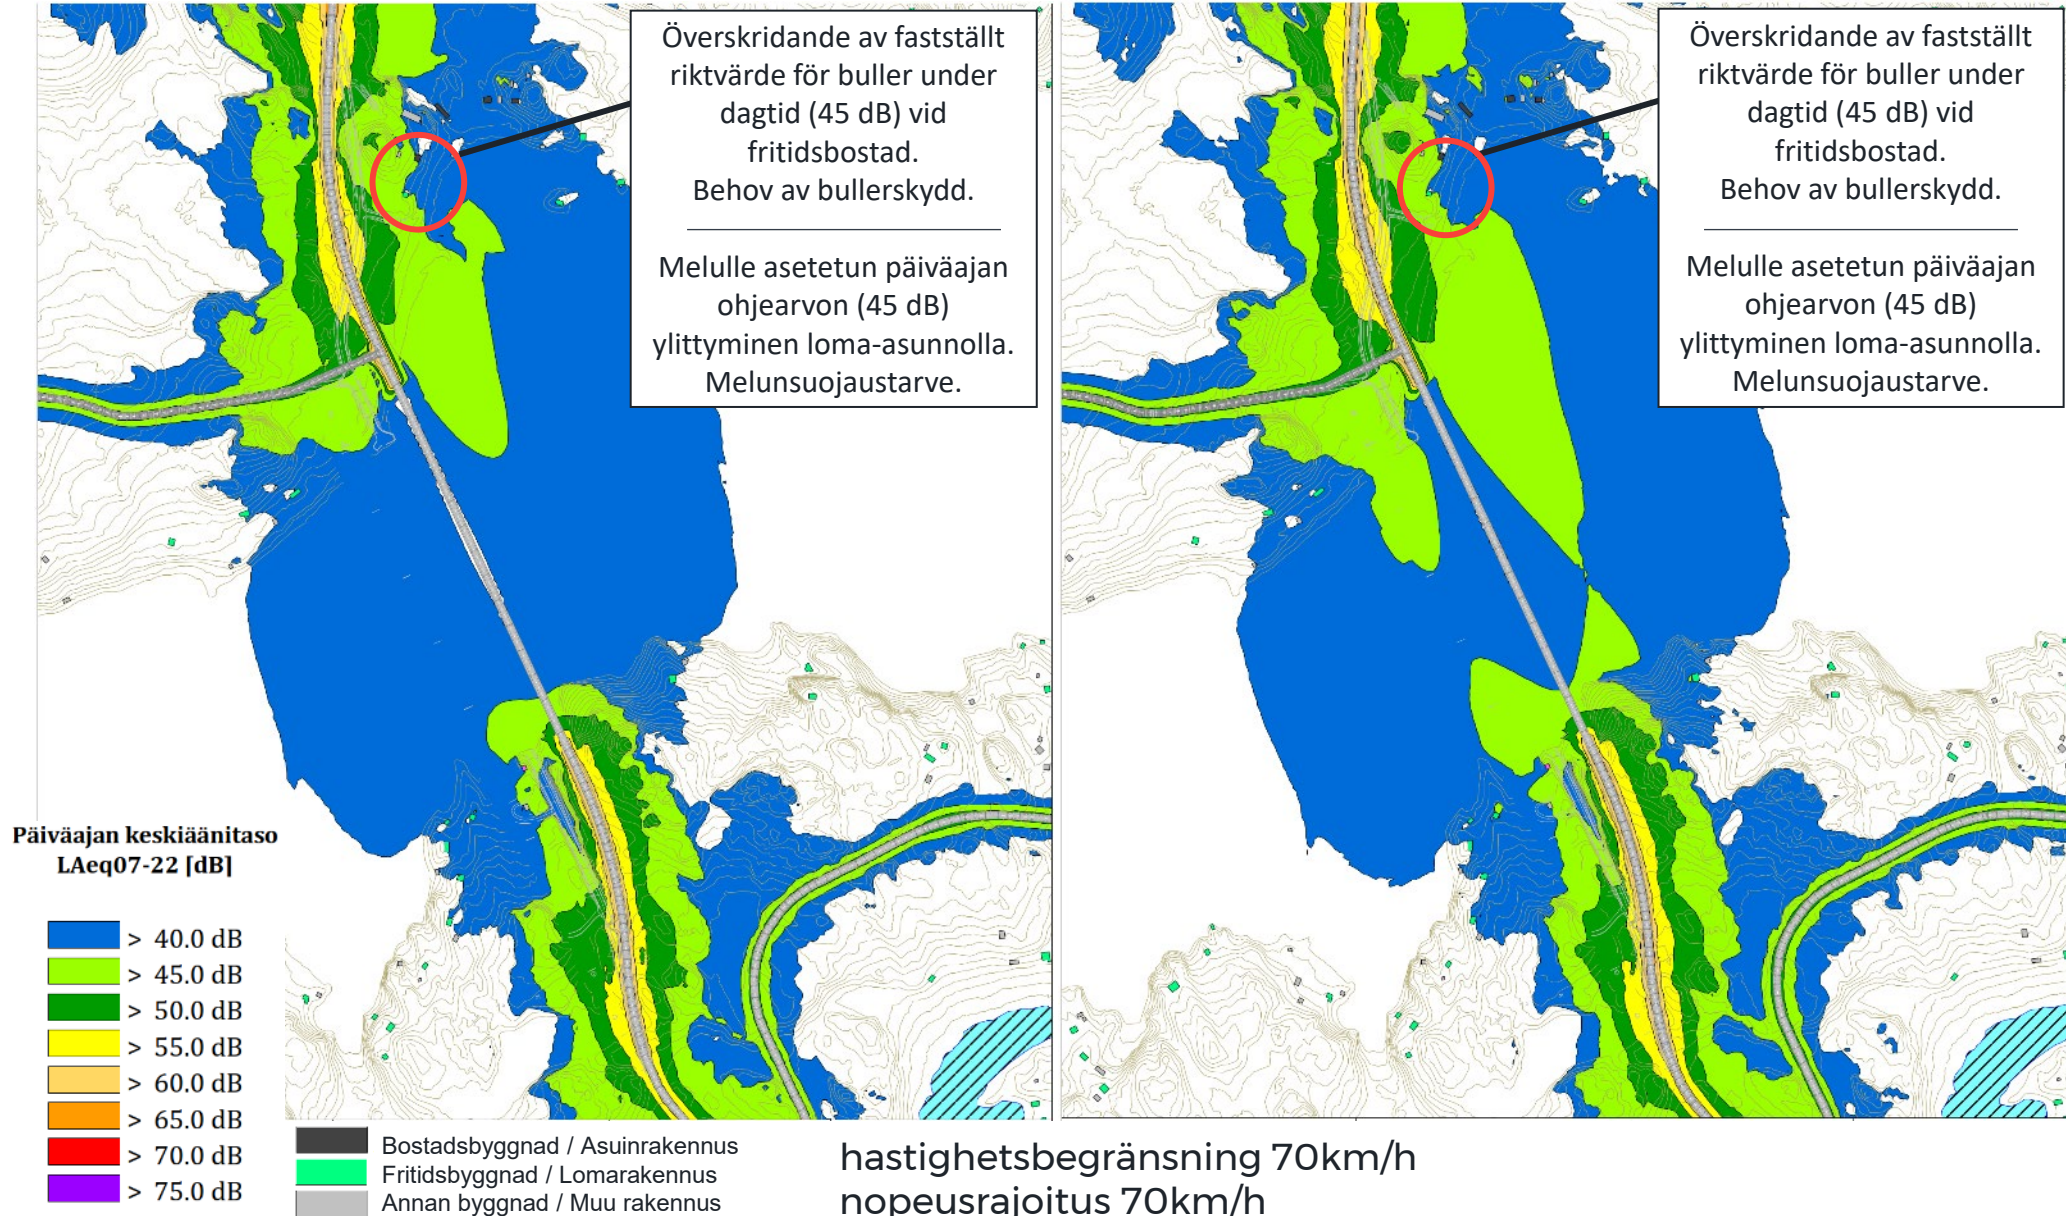 Överskridande av fastställt
riktvärde för buller under
dagtid (45 dB) vid
fritidsbostad.
Behov av bullerskydd.
Melulle asetetun päiväajan
ohjearvon (45 dB)
ylittyminen loma-asunnolla.
Melunsuojaustarve.
Överskridande av fastställt
riktvärde för buller under
dagtid (45 dB) vid
fritidsbostad.
Behov av bullerskydd.
Melulle asetetun päiväajan
ohjearvon (45 dB)
ylittyminen loma-asunnolla.
Melunsuojaustarve.
Päiväajan keskiäänitaso
LAeq07-22 [dB]
> 40.0 dB
> 45.0 dB
> 50.0 dB
> 55.0 dB
> 60.0 dB
> 65.0 dB
> 70.0 dB
> 75.0 dB
Bostadsbyggnad / Asuinrakennus
Fritidsbyggnad / Lomarakennus
Annan byggnad / Muu rakennus
hastighetsbegränsning 70km/h
nopeusrajoitus 70km/h